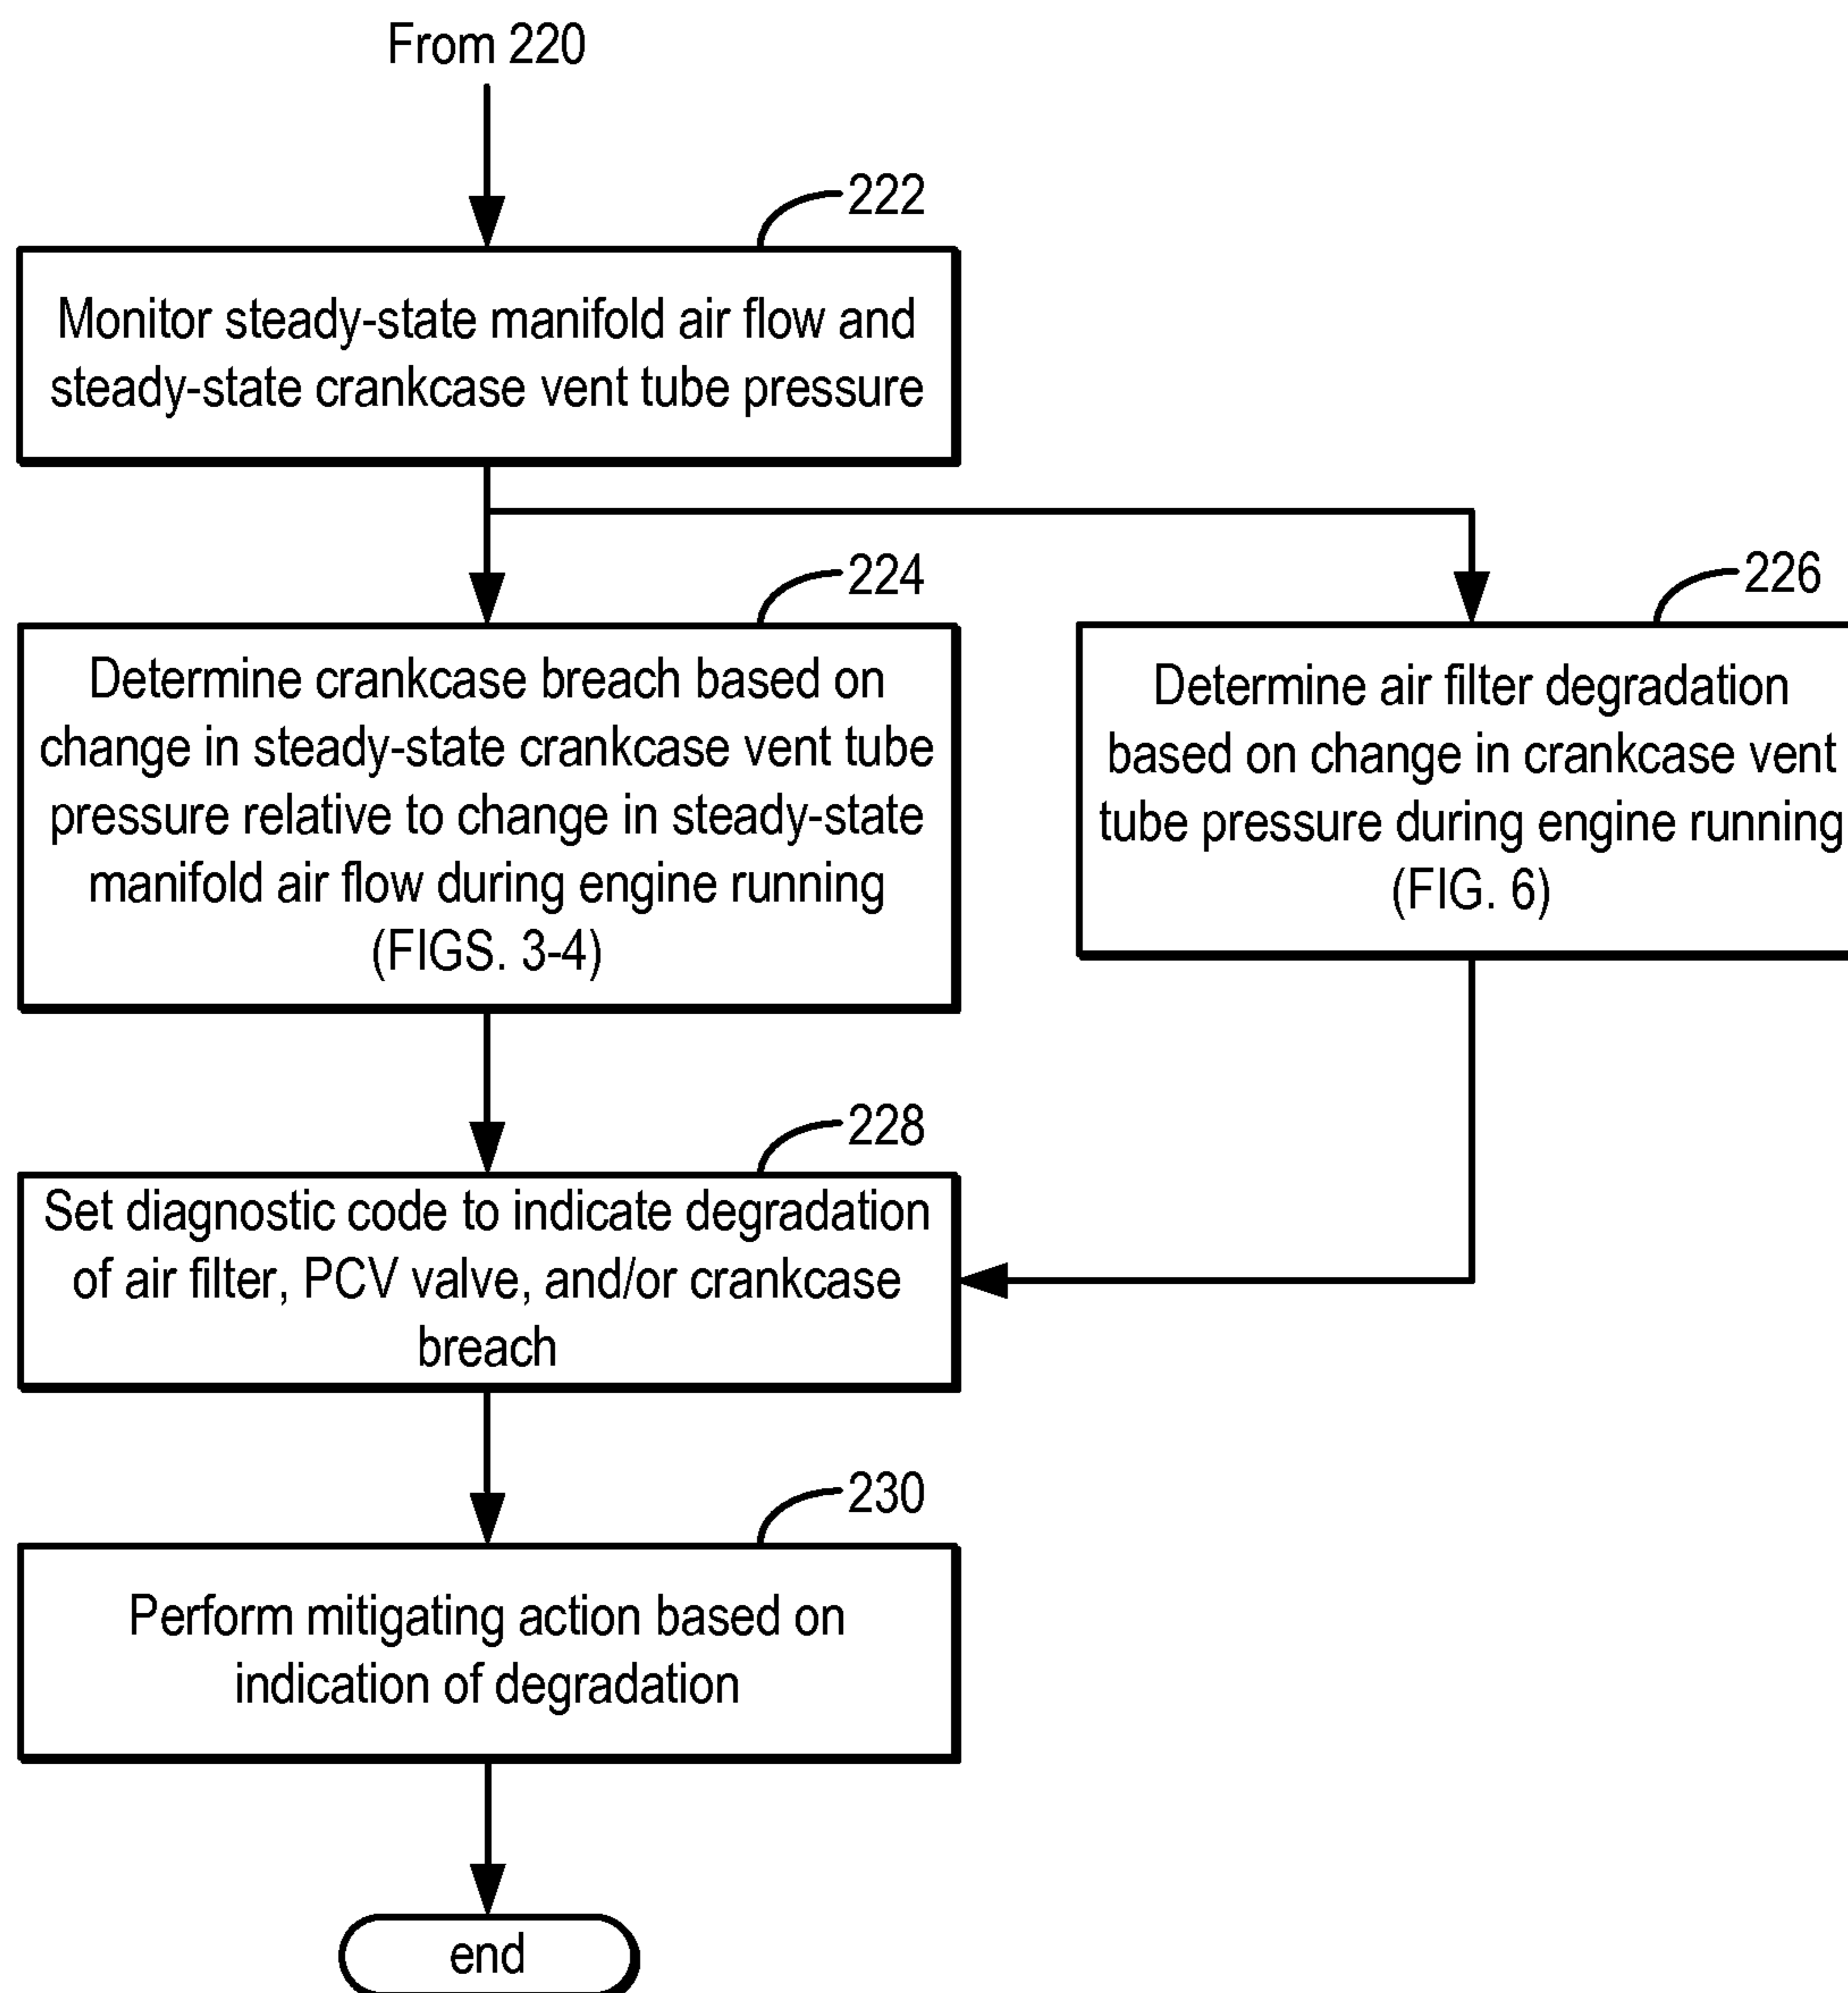 From 220
222
Monitor steady-state manifold air flow and
steady-state crankcase vent tube pressure
224
Determine crankcase breach based on
change in steady-state crankcase vent tube
pressure relative to change in steady-state
manifold air flow during engine running
(FIGS. 3-4)
226
Determine air filter degradation
based on change in crankcase vent
tube pressure during engine running
(FIG. 6)
228
Set diagnostic code to indicate degradation
of air filter, PCV valve, and/or crankcase
breach
230
Perform mitigating action based on
indication of degradation
end